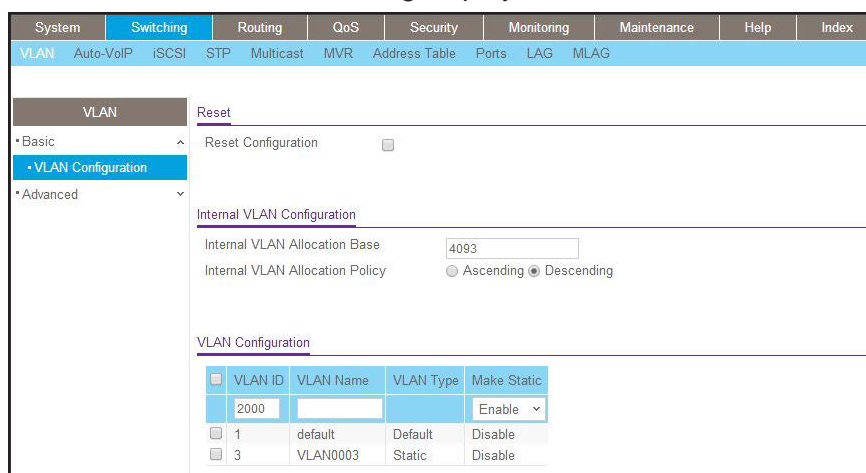 System Switching Routing QoS Security Monitoring Maintenance Help Index
VLAN Auto-VoIP iSCSI STP Multicast MVR Address Table Ports LAG MLAG
VLAN
Basic
VLAN Configuration
Advanced
Reset
Reset Configuration
Internal VLAN Configuration
Internal VLAN Allocation Base 4093
Internal VLAN Allocation Policy Ascending Descending
VLAN Configuration
VLAN ID VLAN Name VLAN Type Make Static
2000 Enable
1 default Default Disable
3 VLAN0003 Static Disable